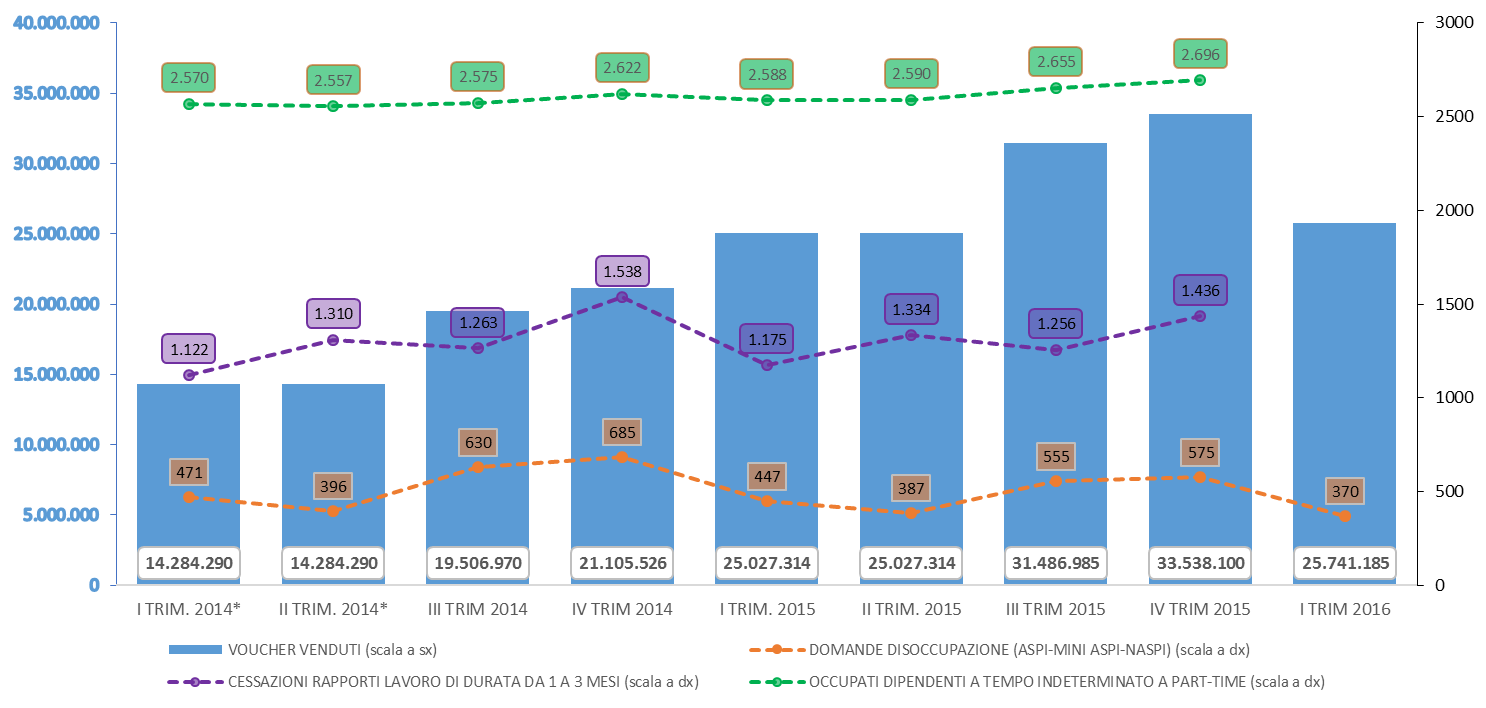 40.000.000
35.000.000
30.000.000
25.000.000
20.000.000
15.000.000
10.000.000
5.000.000
0
3000
2500
2000
1500
1000
500
0
2.570 2.557 2.575 2.622 2.588 2.590 2.655 2.696
1.122 1.310 1.263 1.538 1.175 1.334 1.256 1.436
471 396 630 685 447 387 555 575 370
14.284.290 14.284.290 19.506.970 21.105.526 25.027.314 25.027.314 31.486.985 33.538.100 25.741.185
I TRIM. 2014* II TRIM. 2014* III TRIM 2014 IV TRIM 2014 I TRIM. 2015 II TRIM. 2015 III TRIM 2015 IV TRIM 2015 I TRIM 2016
VOUCHER VENDUTI (scala a sx) DOMANDE DISOCCUPAZIONE (ASPI-MINI ASPI-NASPI) (scala a dx)
CESSAZIONI RAPPORTI LAVORO DI DURATA DA 1 A 3 MESI (scala a dx) OCCUPATI DIPENDENTI A TEMPO INDETERMINATO A PART-TIME (scala a dx)